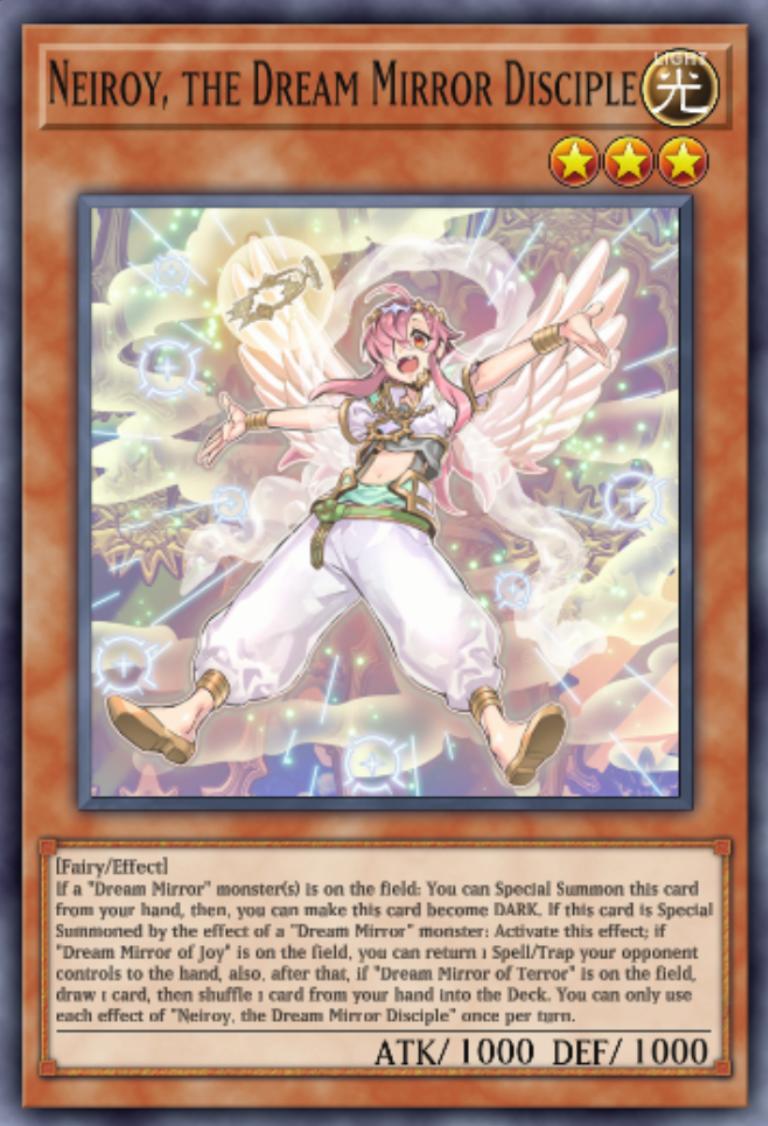 Neiroy, the Dream Mirror Disciple
LIGHT
光
[Fairy/Effect]
If a "Dream Mirror" monster(s) is on the field: You can Special Summon this card
from your hand, then, you can make this card become DARK. If this card is Special
Summoned by the effect of a "Dream Mirror" monster: Activate this effect; if
"Dream Mirror of Joy" is on the field, you can return 1 Spell/Trap your opponent
controls to the hand, also, after that, if "Dream Mirror of Terror" is on the field,
draw 1 card, then shuffle 1 card from your hand into the Deck. You can only use
each effect of "Neiroy, the Dream Mirror Disciple" once per turn.
ATK/ 1000 DEF/ 1000